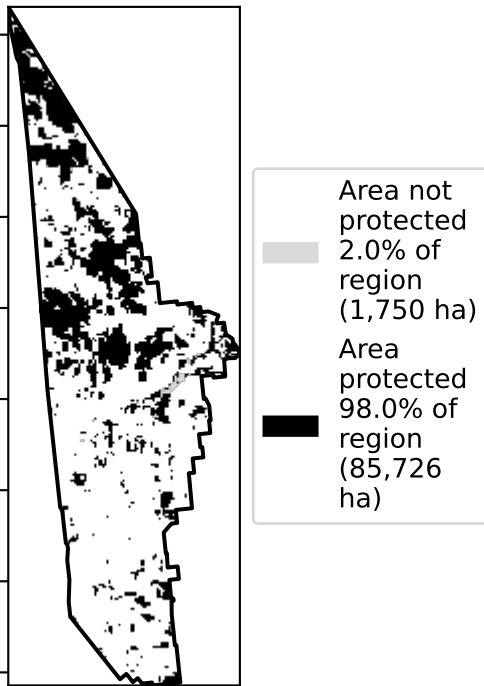 Area not
protected
2.0% of
region
(1,750 ha)
Area
protected
98.0% of
region
(85,726
ha)